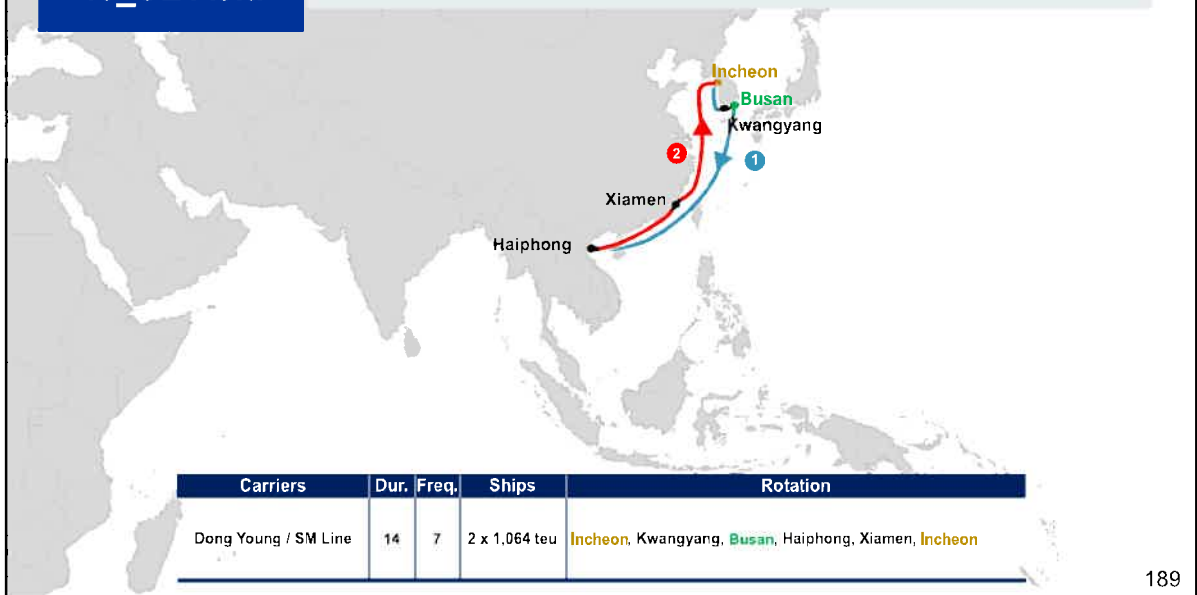 Incheon
Busan
Kwangyang
2
1
Xiamen
Haiphong
Carriers Dur. Freq. Ships Rotation
Dong Young / SM Line 14 7 2 x 1,064 teu Incheon, Kwangyang, Busan, Haiphong, Xiamen, Incheon
189